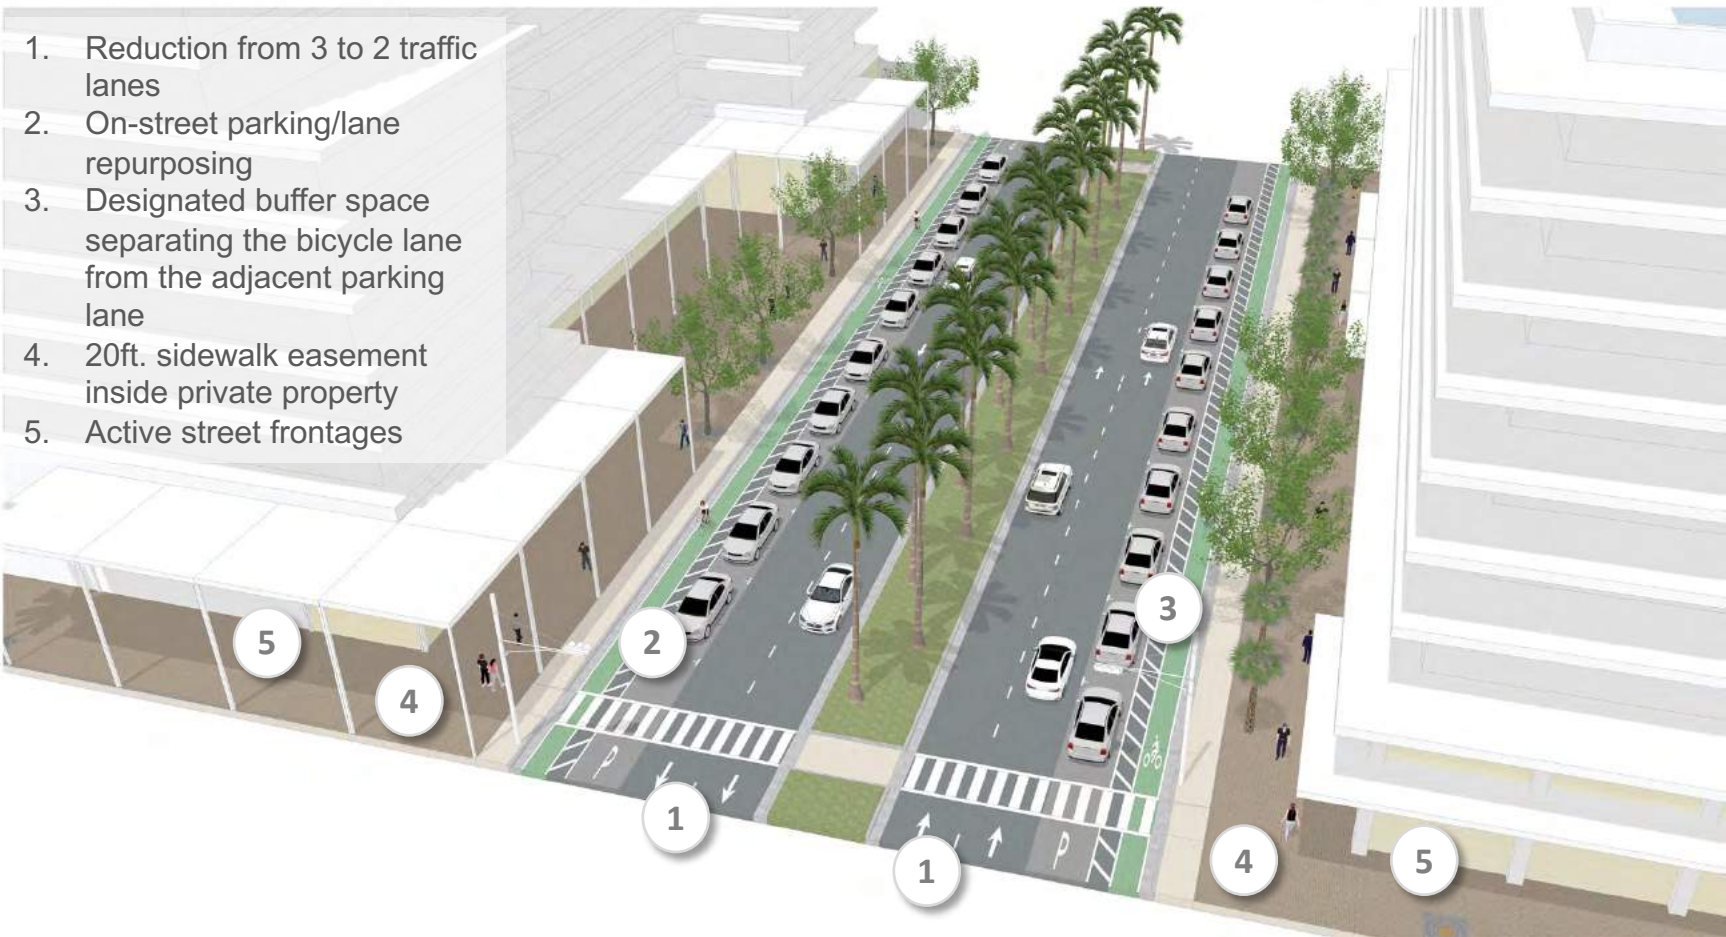 1. Reduction from 3 to 2 traffic
lanes
2. On-street parking/lane
repurposing
3. Designated buffer space
separating the bicycle lane
from the adjacent parking
lane
4. 20ft. sidewalk easement
inside private property
5. Active street frontages
5
2
3
4
1
1
4
5
P
P